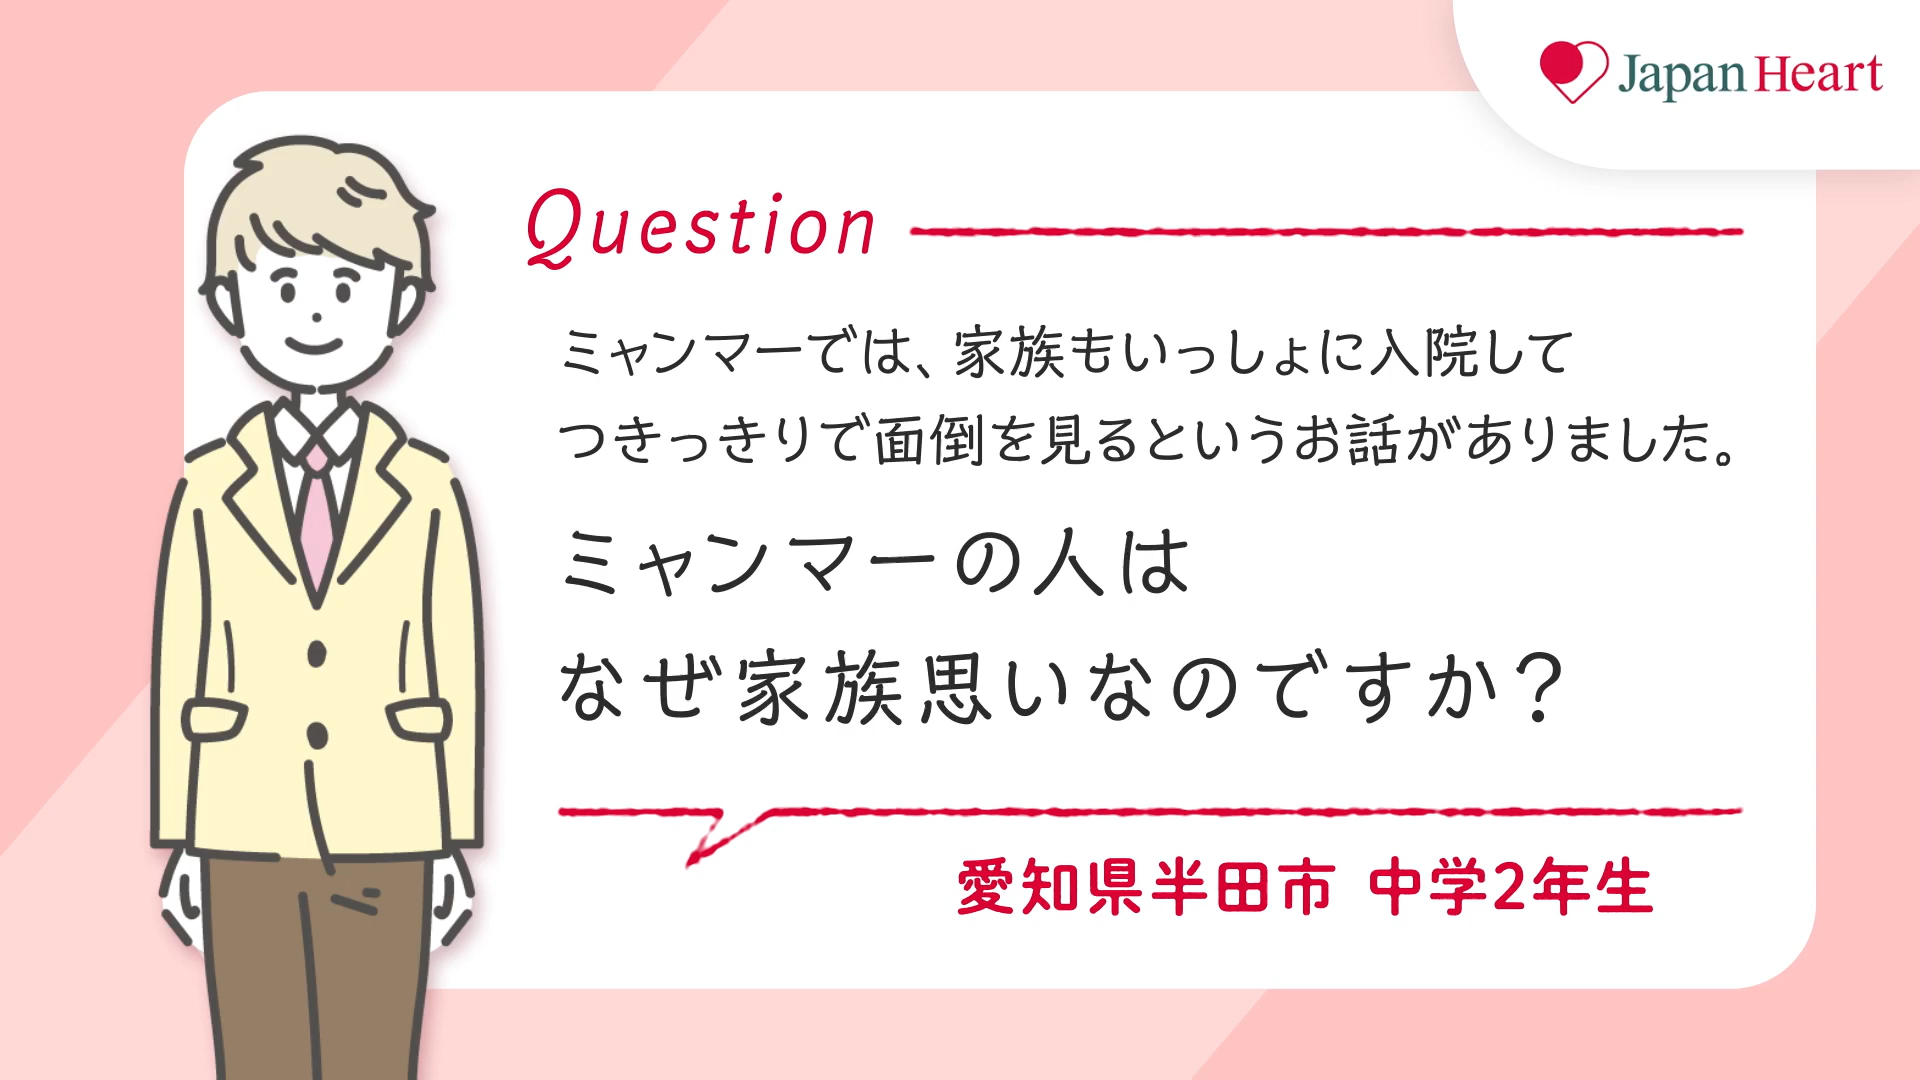 Japan Heart
Question
ミャンマーでは、家族もいっしょに入院して
つきっきりで面倒を見るというお話がありました。
ミャンマーの人は
なぜ家族思いなのですか？
愛知県半田市 中学2年生